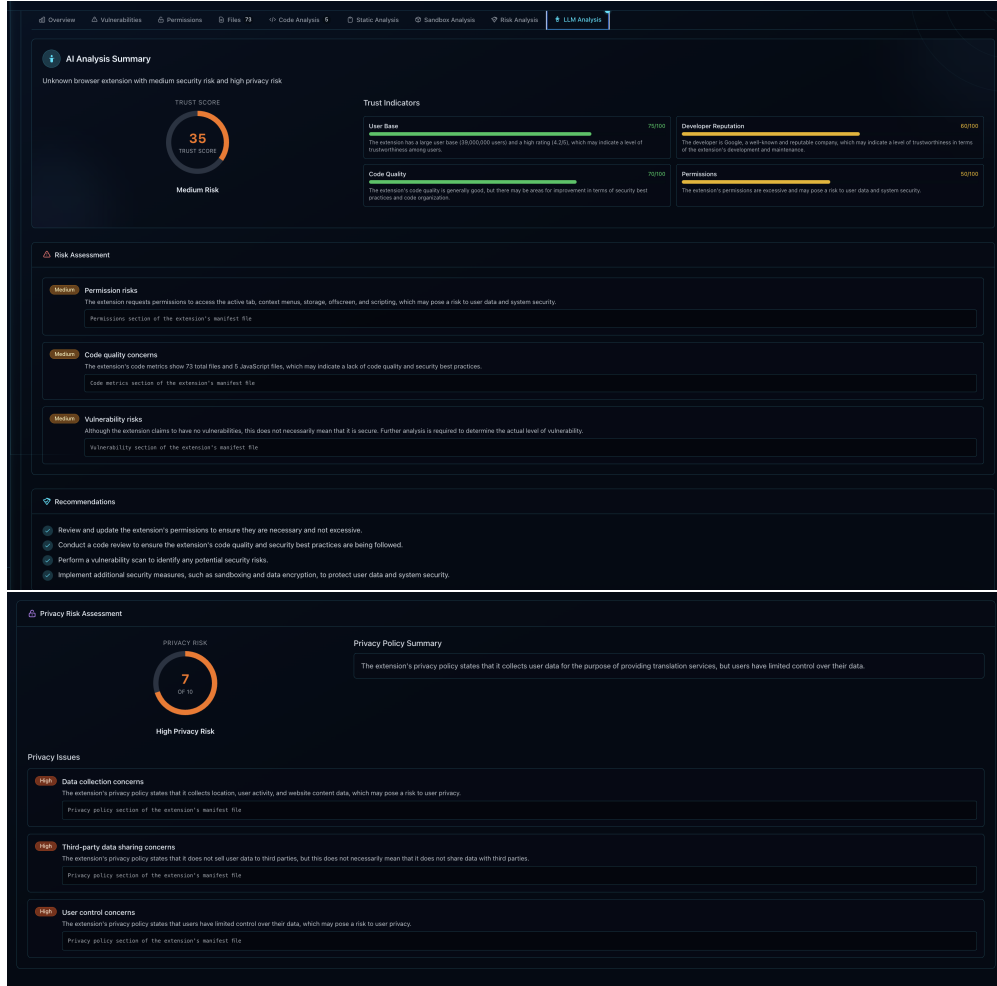 Overview Vulnerabilities Permissions Files 73 Code Analysis 5 Static Analysis Sandbox Analysis Risk Analysis LLM Analysis
AI Analysis Summary
Unknown browser extension with medium security risk and high privacy risk
TRUST SCORE
35
TRUST SCORE
Medium Risk
Trust Indicators
User Base 75/100
The extension has a large user base (39,000,000 users) and a high rating (4.2/5), which may indicate a level of
trustworthiness among users.
Developer Reputation 60/100
The developer is Google, a well-known and reputable company, which may indicate a level of trustworthiness in terms
of the extension's development and maintenance.
Code Quality 70/100
The extension's code quality is generally good, but there may be areas for improvement in terms of security best
practices and code organization.
Permissions 50/100
The extension's permissions are excessive and may pose a risk to user data and system security.
Risk Assessment
Medium Permission risks
The extension requests permissions to access the active tab, context menus, storage, offscreen, and scripting, which may pose a risk to user data and system security.
Permissions section of the extension's manifest file
Medium Code quality concerns
The extension's code metrics show 73 total files and 5 JavaScript files, which may indicate a lack of code quality and security best practices.
Code metrics section of the extension's manifest file
Medium Vulnerability risks
Although the extension claims to have no vulnerabilities, this does not necessarily mean that it is secure. Further analysis is required to determine the actual level of vulnerability.
Vulnerability section of the extension's manifest file
Recommendations
Review and update the extension's permissions to ensure they are necessary and not excessive.
Conduct a code review to ensure the extension's code quality and security best practices are being followed.
Perform a vulnerability scan to identify any potential security risks.
Implement additional security measures, such as sandboxing and data encryption, to protect user data and system security.
Privacy Risk Assessment
PRIVACY RISK
7
OF 10
High Privacy Risk
Privacy Policy Summary
The extension's privacy policy states that it collects user data for the purpose of providing translation services, but users have limited control over their data.
Privacy Issues
High Data collection concerns
The extension's privacy policy states that it collects location, user activity, and website content data, which may pose a risk to user privacy.
Privacy policy section of the extension's manifest file
High Third-party data sharing concerns
The extension's privacy policy states that it does not sell user data to third parties, but this does not necessarily mean that it does not share data with third parties.
Privacy policy section of the extension's manifest file
High User control concerns
The extension's privacy policy states that users have limited control over their data, which may pose a risk to user privacy.
Privacy policy section of the extension's manifest file